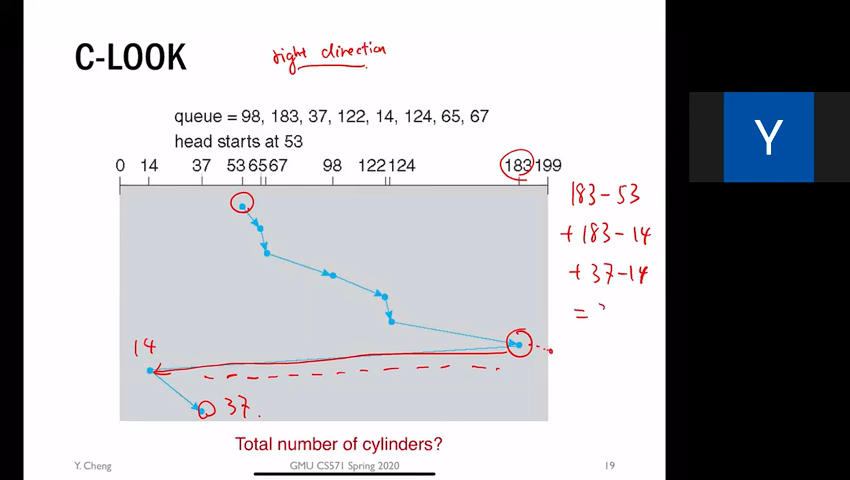 C-LOOK
right direction
queue = 98, 183, 37, 122, 14, 124, 65, 67
head starts at 53
0 14 37 53 65 67 98 122 124 183 199
183 - 53
+ 183 - 14
+ 37 - 14
= ?
14
37.
Total number of cylinders?
Y. Cheng GMU CS571 Spring 2020 19
Y